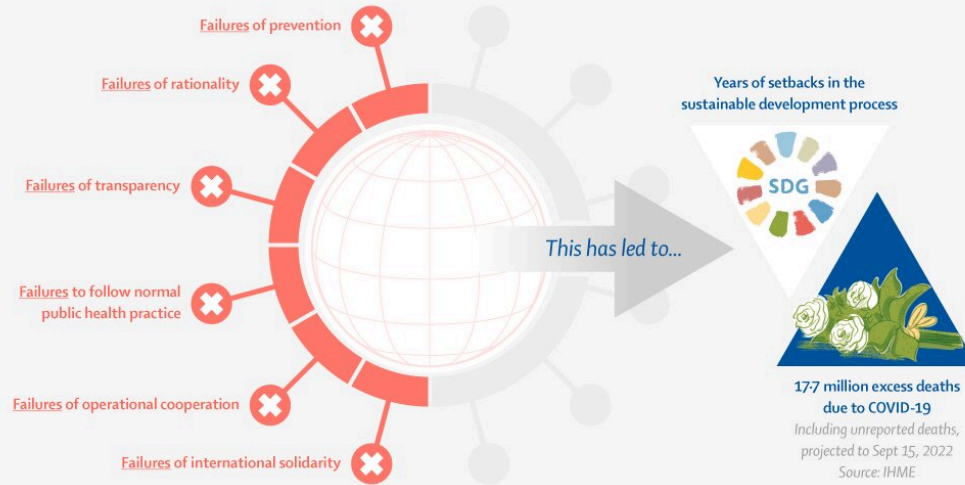 Failures of prevention
Failures of rationality
Failures of transparency
Failures to follow normal
public health practice
Failures of operational cooperation
Failures of international solidarity
This has led to...
Years of setbacks in the
sustainable development process
SDG
17·7 million excess deaths
due to COVID-19
Including unreported deaths,
projected to Sept 15, 2022
Source: IHME